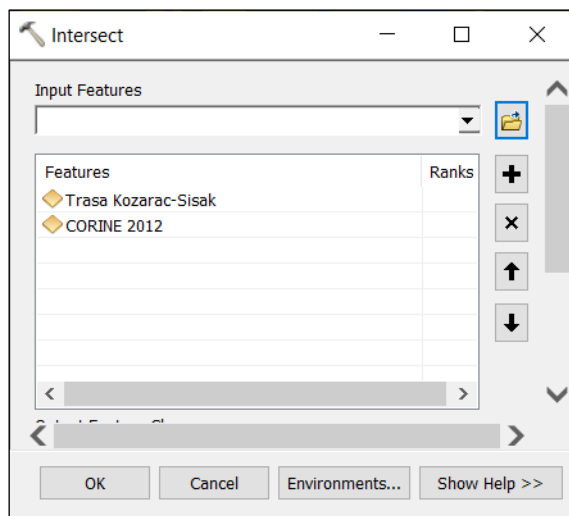 Intersect
Input Features
Features Ranks
Trasa Kozarac-Sisak
CORINE 2012
OK Cancel Environments... Show Help >>